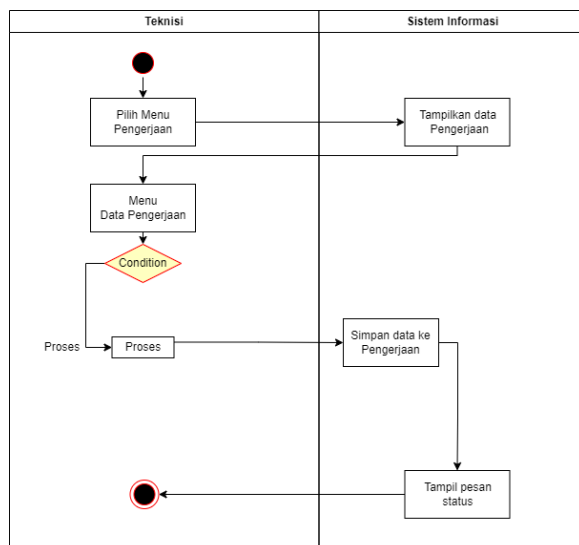 Teknisi
Sistem Informasi
Pilih Menu
Pengerjaan
Tampilkan data
Pengerjaan
Menu
Data Pengerjaan
Condition
Proses
Proses
Simpan data ke
Pengerjaan
Tampil pesan
status